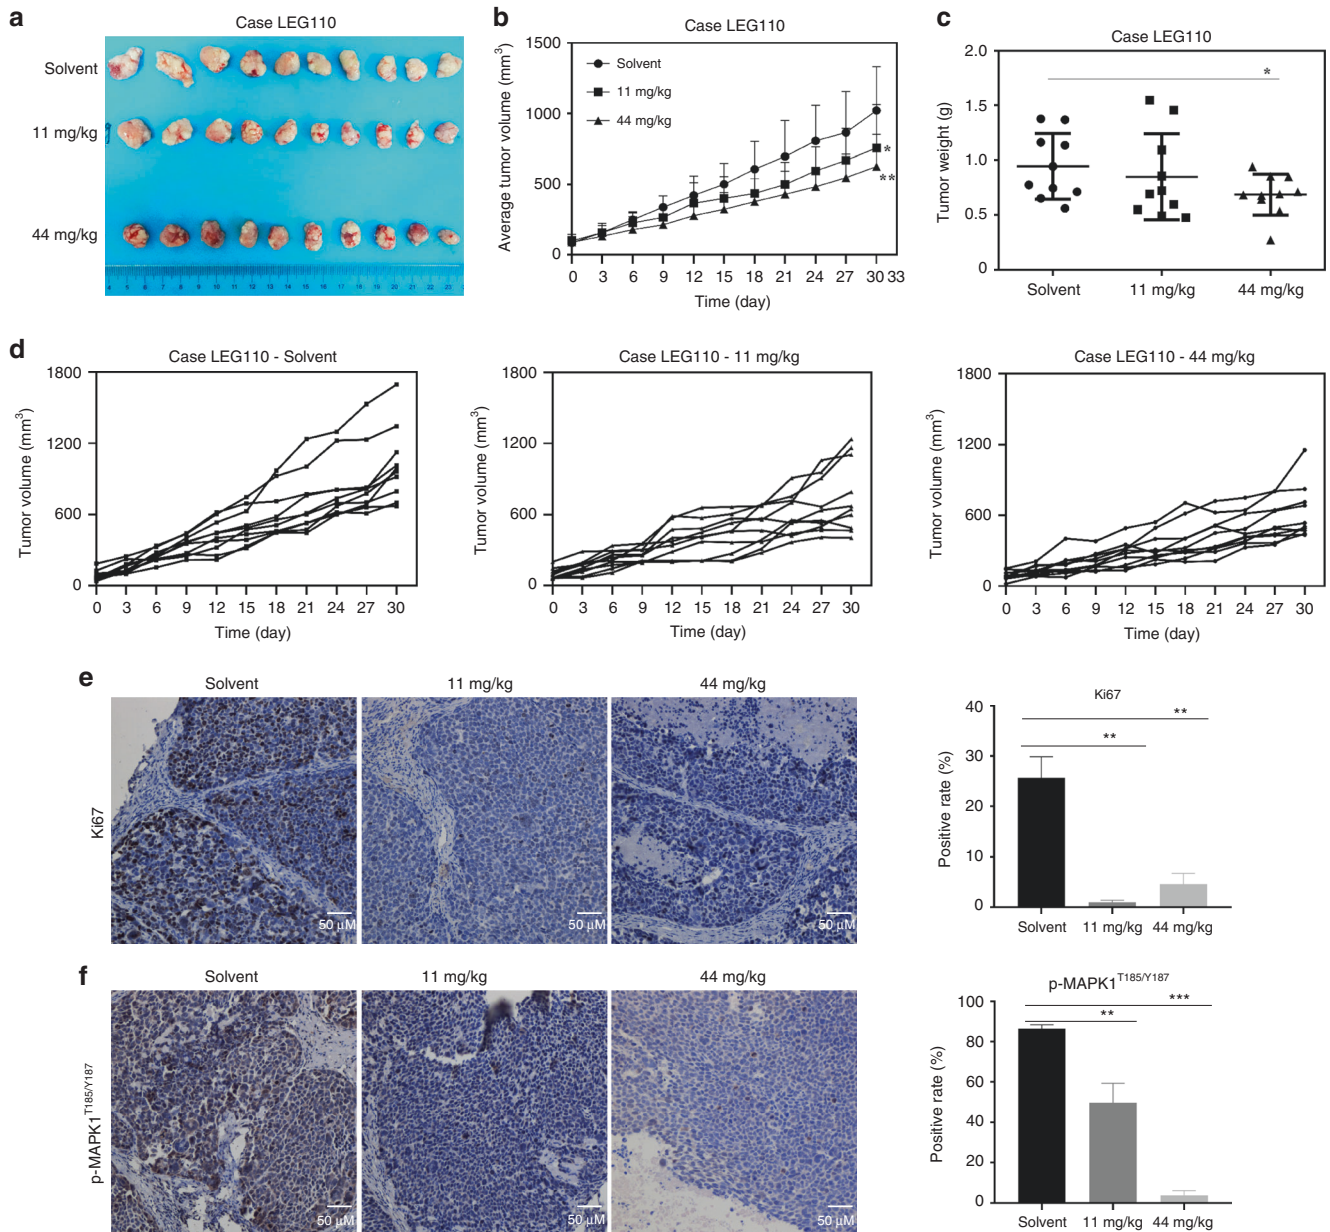 a
Case LEG110
Solvent
11 mg/kg
44 mg/kg
b
Case LEG110
Average tumor volume (mm³)
1500
1000
500
0
Solvent
11 mg/kg
44 mg/kg
*
**
0 3 6 9 12 15 18 21 24 27 30 33
Time (day)
c
Case LEG110
Tumor weight (g)
2.0
1.5
1.0
0.5
0
*
Solvent 11 mg/kg 44 mg/kg
d
Case LEG110 - Solvent
Tumor volume (mm³)
1800
1200
600
0
0 3 6 9 12 15 18 21 24 27 30
Time (day)
Case LEG110 - 11 mg/kg
Tumor volume (mm³)
1800
1200
600
0
0 3 6 9 12 15 18 21 24 27 30
Time (day)
Case LEG110 - 44 mg/kg
Tumor volume (mm³)
1800
1200
600
0
0 3 6 9 12 15 18 21 24 27 30
Time (day)
e
Solvent 11 mg/kg 44 mg/kg
Ki67
50 μM 50 μM 50 μM
Ki67
Positive rate (%)
40
30
20
10
0
**
**
Solvent 11 mg/kg 44 mg/kg
f
Solvent 11 mg/kg 44 mg/kg
p-MAPK1^T185/Y187
50 μM 50 μM 50 μM
p-MAPK1^T185/Y187
Positive rate (%)
100
80
60
40
20
0
***
**
Solvent 11 mg/kg 44 mg/kg